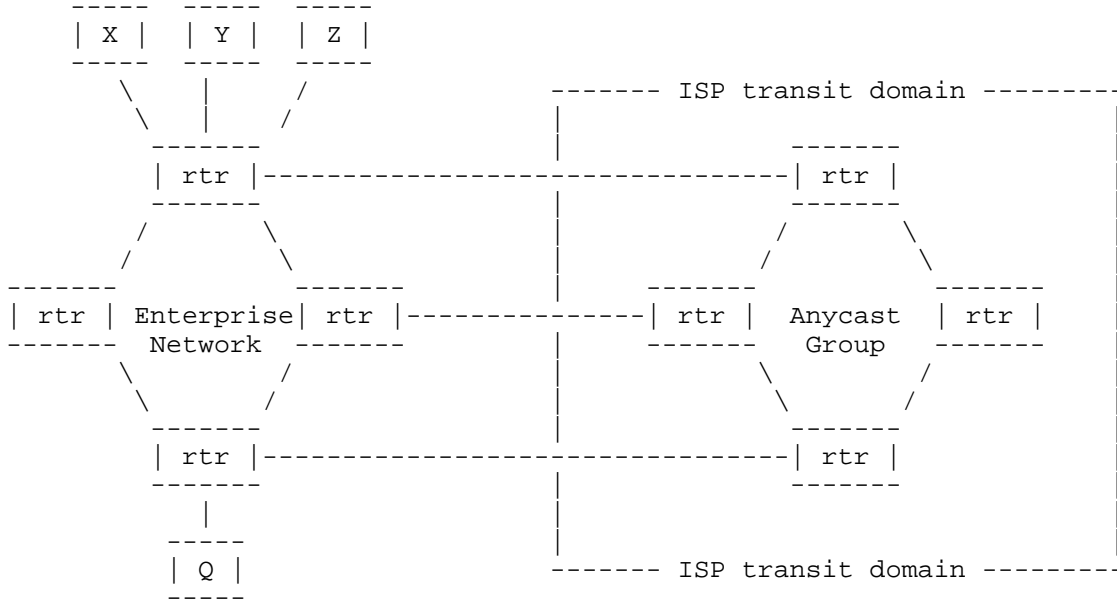 X Y Z
ISP transit domain
rtr rtr
rtr Enterprise rtr rtr Anycast rtr
Network Group
rtr rtr
Q ISP transit domain